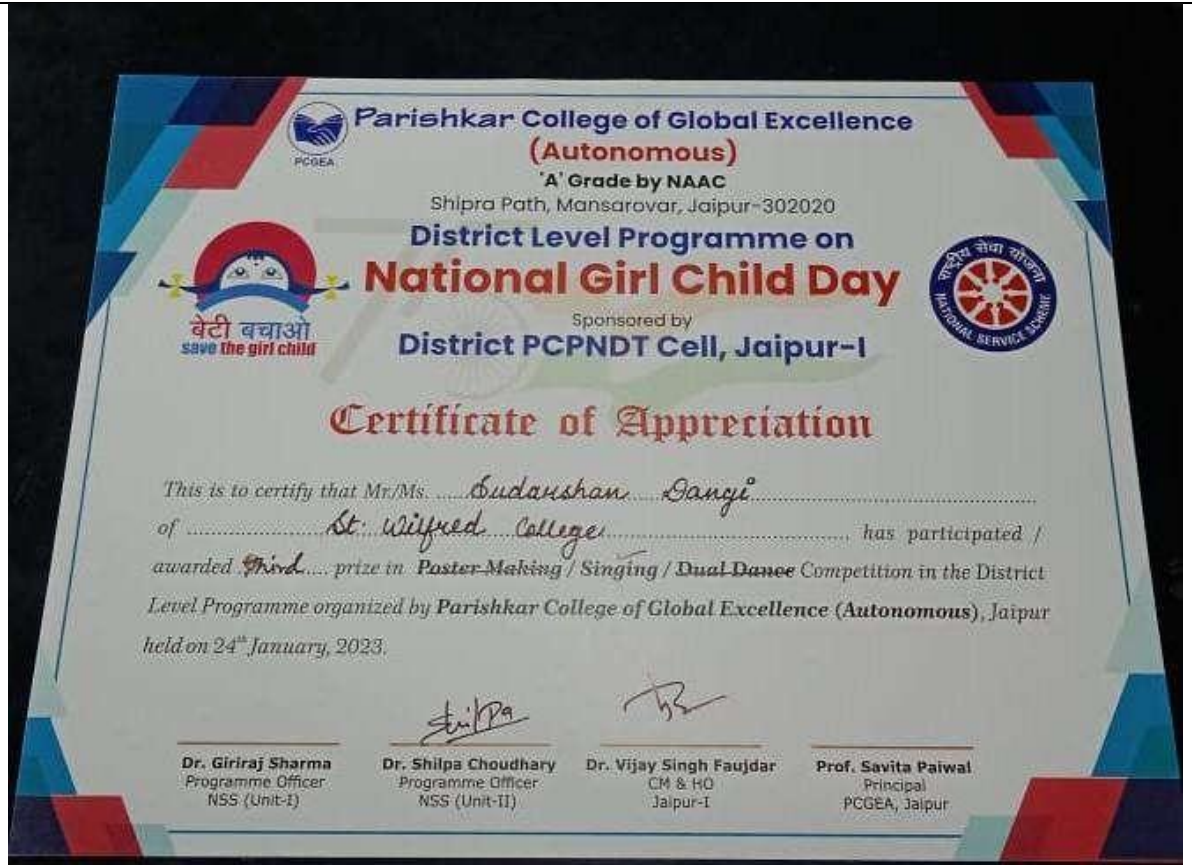 Parishkar College of Global Excellence
(Autonomous)
PCGEA
'A' Grade by NAAC
Shipra Path, Mansarovar, Jaipur-302020
District Level Programme on
National Girl Child Day
Sponsored by
District PCPNDT Cell, Jaipur-I
बेटी बचाओ
save the girl child
राष्ट्रीय सेवा योजना
NATIONAL SERVICE SCHEME
Certificate of Appreciation
This is to certify that Mr./Ms. Sudarshan Dangi
of St. Wilfred College has participated /
awarded Third prize in Poster Making / Singing / Dual Dance Competition in the District
Level Programme organized by Parishkar College of Global Excellence (Autonomous), Jaipur
held on 24th January, 2023.
Shilpa
Dr. Giriraj Sharma
Programme Officer
NSS (Unit-I)
Dr. Shilpa Choudhary
Programme Officer
NSS (Unit-II)
Dr. Vijay Singh Faujdar
CM & HO
Jaipur-I
Prof. Savita Paiwal
Principal
PCGEA, Jaipur